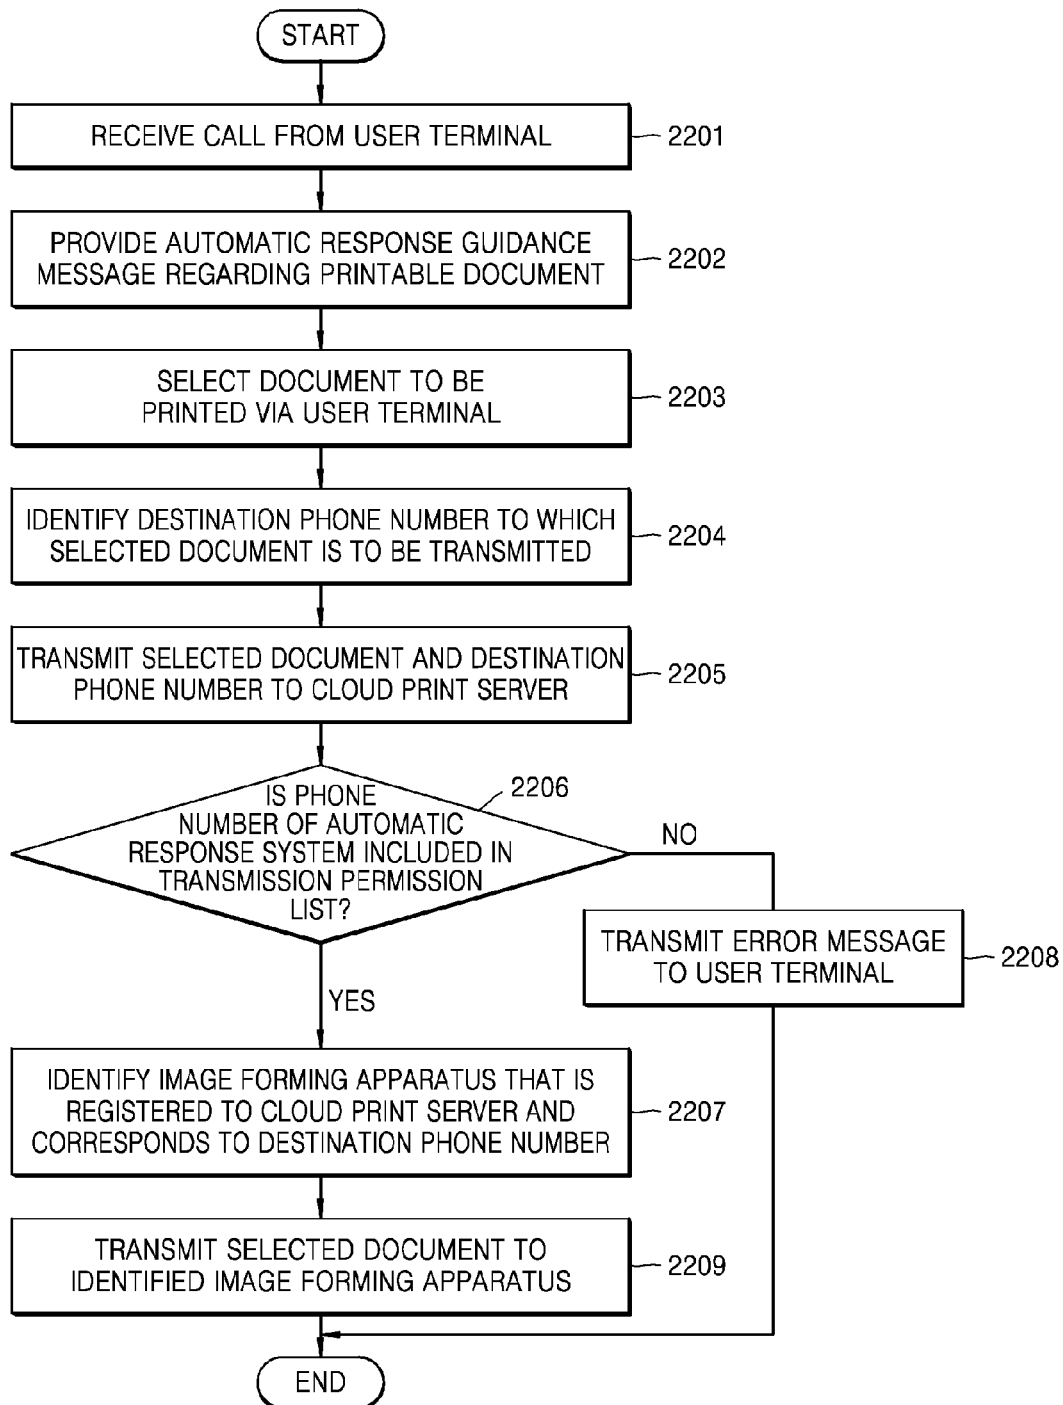 START
RECEIVE CALL FROM USER TERMINAL
2201
PROVIDE AUTOMATIC RESPONSE GUIDANCE
MESSAGE REGARDING PRINTABLE DOCUMENT
2202
SELECT DOCUMENT TO BE
PRINTED VIA USER TERMINAL
2203
IDENTIFY DESTINATION PHONE NUMBER TO WHICH
SELECTED DOCUMENT IS TO BE TRANSMITTED
2204
TRANSMIT SELECTED DOCUMENT AND DESTINATION
PHONE NUMBER TO CLOUD PRINT SERVER
2205
IS PHONE
NUMBER OF AUTOMATIC
RESPONSE SYSTEM INCLUDED IN
TRANSMISSION PERMISSION
LIST?
2206
NO
TRANSMIT ERROR MESSAGE
TO USER TERMINAL
2208
YES
IDENTIFY IMAGE FORMING APPARATUS THAT IS
REGISTERED TO CLOUD PRINT SERVER AND
CORRESPONDS TO DESTINATION PHONE NUMBER
2207
TRANSMIT SELECTED DOCUMENT TO
IDENTIFIED IMAGE FORMING APPARATUS
2209
END